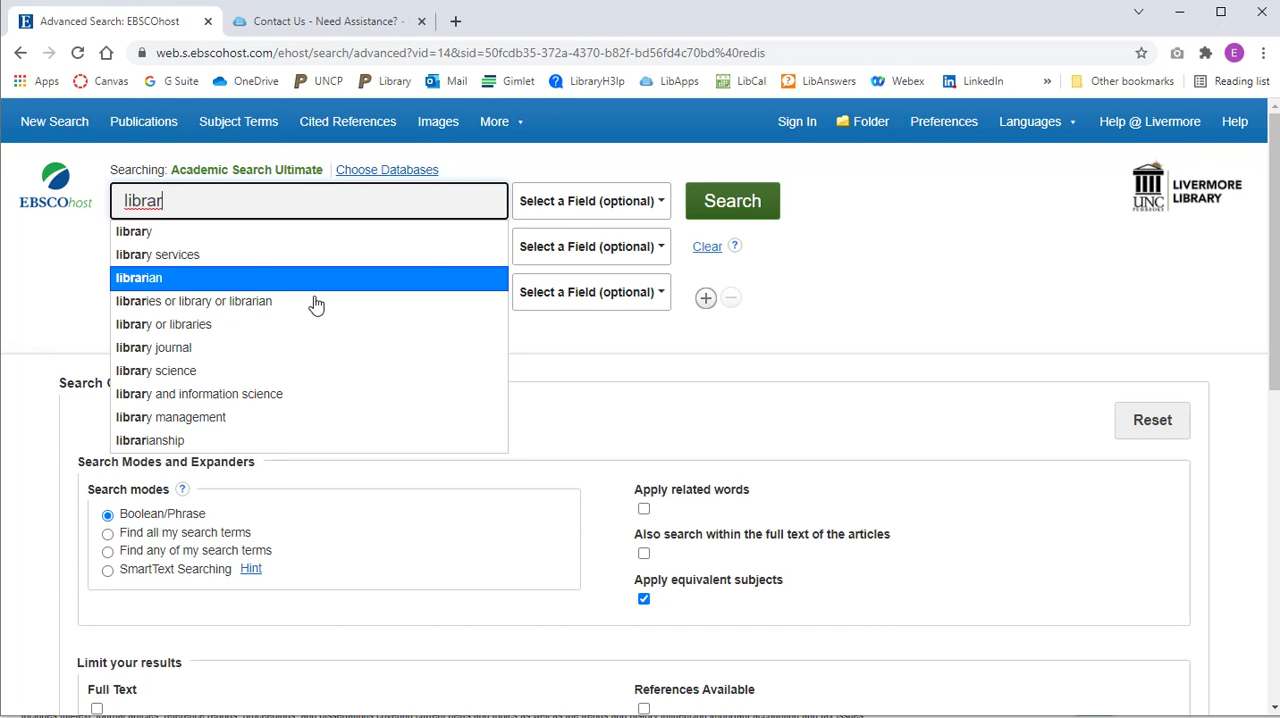 Advanced Search: EBSCOhost
Contact Us - Need Assistance? -
web.s.ebscohost.com/ehost/search/advanced?vid=14&sid=50fcdb35-372a-4370-b82f-bd56fd4c70bd%40redis
E
Apps Canvas G Suite OneDrive UNCP Library Mail Gimlet LibraryH3lp LibApps LibCal LibAnswers Webex LinkedIn » Other bookmarks Reading list
New Search Publications Subject Terms Cited References Images More Sign In Folder Preferences Languages Help @ Livermore Help
Searching: Academic Search Ultimate Choose Databases
EBSCOhost
librar
Select a Field (optional)
Search
UNC PEMBROKE
LIVERMORE LIBRARY
library
library services
Select a Field (optional)
Clear ?
librarian
libraries or library or librarian
Select a Field (optional)
library or libraries
library journal
library science
library and information science
library management
librarianship
Search O
Reset
Search Modes and Expanders
Search modes ?
Boolean/Phrase
Find all my search terms
Find any of my search terms
SmartText Searching Hint
Apply related words
Also search within the full text of the articles
Apply equivalent subjects
Limit your results
Full Text
References Available